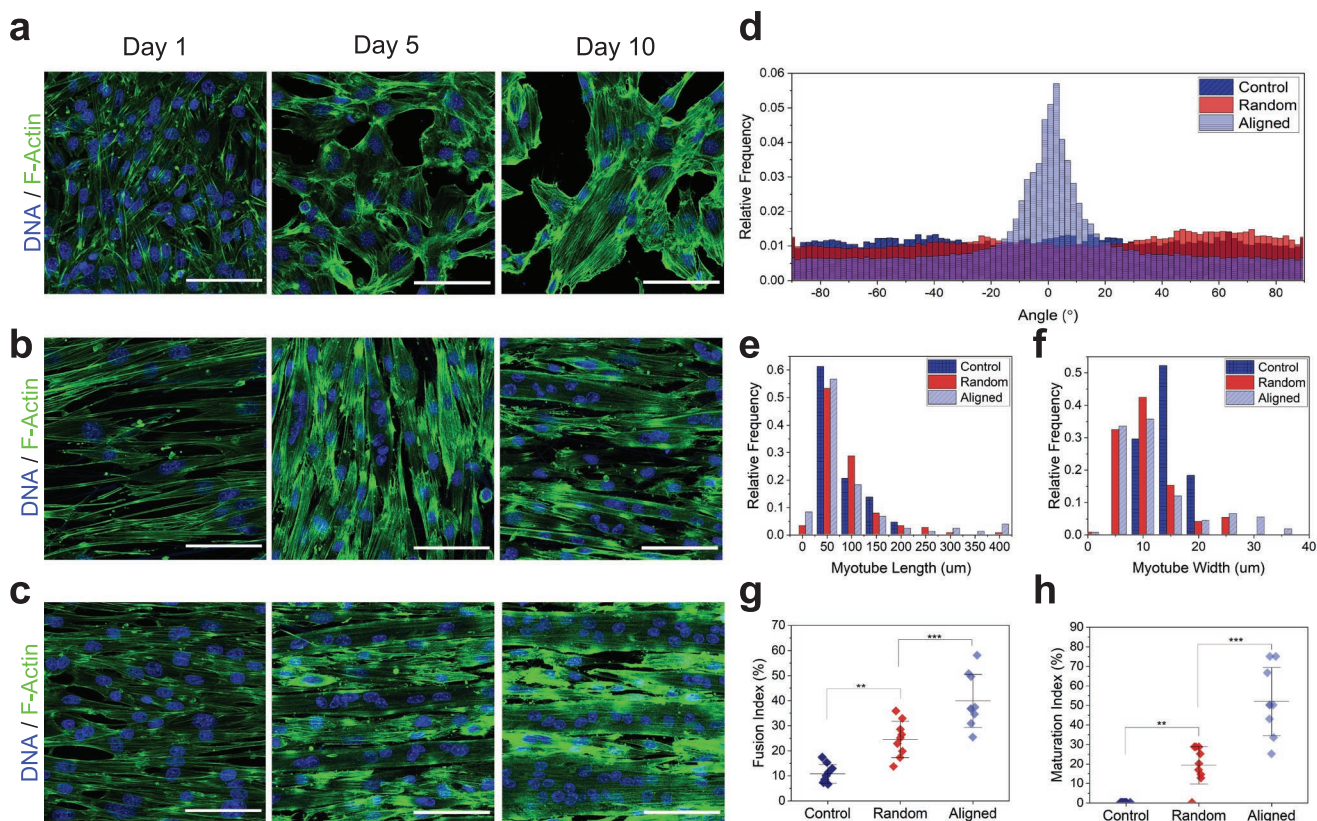 a
Day 1
Day 5
Day 10
DNA / F-Actin
b
DNA / F-Actin
c
DNA / F-Actin
d
0.06
0.05
0.04
0.03
0.02
0.01
0.00
Relative Frequency
Control
Random
Aligned
-80 -60 -40 -20 0 20 40 60 80
Angle (°)
e
0.6
0.5
0.4
0.3
0.2
0.1
0.0
Relative Frequency
Control
Random
Aligned
0 50 100 150 200 250 300 350 400
Myotube Length (um)
f
0.5
0.4
0.3
0.2
0.1
0.0
Relative Frequency
Control
Random
Aligned
0 10 20 30 40
Myotube Width (um)
g
70
60
50
40
30
20
10
0
Fusion Index (%)
**
***
Control Random Aligned
h
90
80
70
60
50
40
30
20
10
0
Maturation Index (%)
**
***
Control Random Aligned